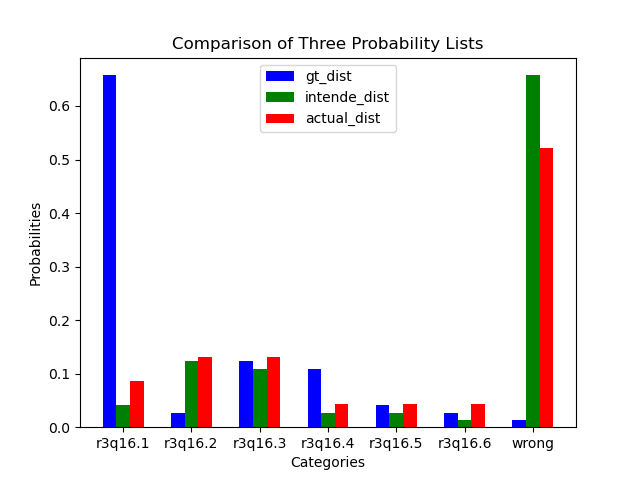 Comparison of Three Probability Lists
gt_dist
intende_dist
actual_dist
Probabilities
0.6
0.5
0.4
0.3
0.2
0.1
0.0
r3q16.1 r3q16.2 r3q16.3 r3q16.4 r3q16.5 r3q16.6 wrong
Categories